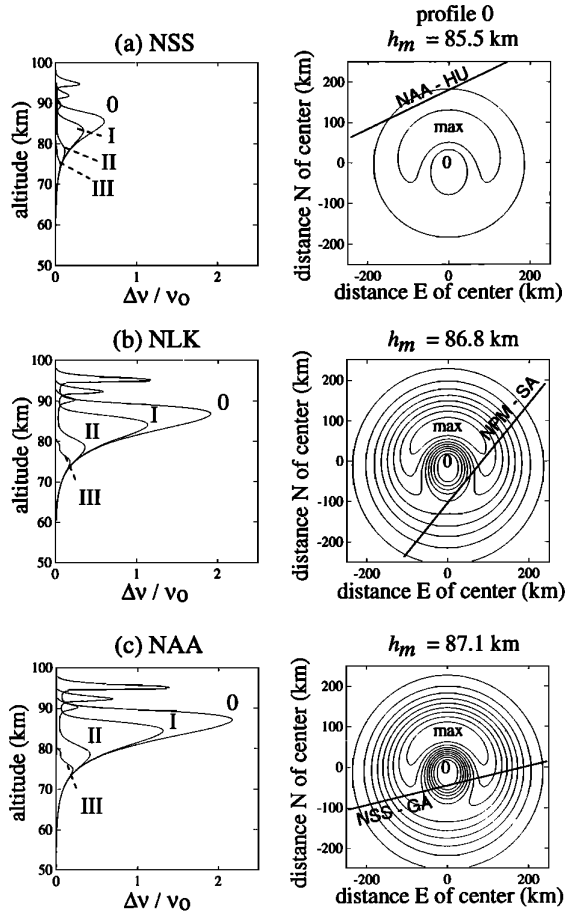 profile 0
(a) NSS
h_m = 85.5 km
altitude (km)
100
90
80
70
60
50
0
I
II
III
0
1
2
Δν / ν₀
distance N of center (km)
200
100
0
-100
-200
NAA - HU
max
0
-200
0
200
distance E of center (km)
(b) NLK
h_m = 86.8 km
altitude (km)
100
90
80
70
60
50
0
I
II
III
0
1
2
Δν / ν₀
distance N of center (km)
200
100
0
-100
-200
NPM - SA
max
0
-200
0
200
distance E of center (km)
(c) NAA
h_m = 87.1 km
altitude (km)
100
90
80
70
60
50
0
I
II
III
0
1
2
Δν / ν₀
distance N of center (km)
200
100
0
-100
-200
NSS - GA
max
0
-200
0
200
distance E of center (km)